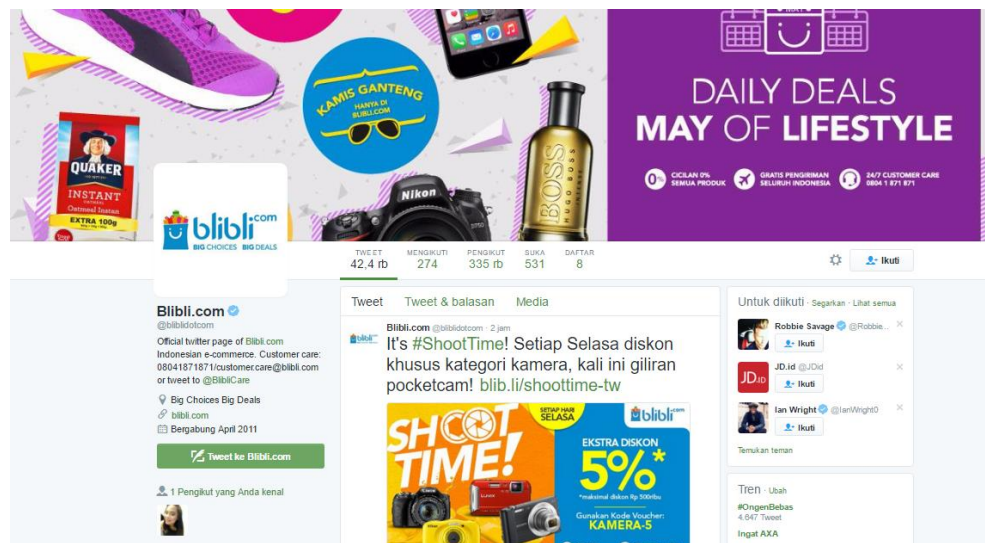 MAY
DAILY DEALS
MAY OF LIFESTYLE
0% CICILAN 0%
SEMUA PRODUK
GRATIS PENGIRIMAN
SELURUH INDONESIA
24/7 CUSTOMER CARE
0804 1 871 871
KAMIS GANTENG
HANYA DI
BLIBLI.COM
QUAKER
INSTANT
Oatmeal Instan
EXTRA 100g
Nikon
BOSS
HUGO BOSS
blibli.com
BIG CHOICES BIG DEALS
TWEET
42,4 rb
MENGIKUTI
274
PENGIKUT
335 rb
SUKA
531
DAFTAR
8
Ikuti
Blibli.com
@bliblidotcom
Official twitter page of Blibli.com
Indonesian e-commerce. Customer care:
08041871871/customer.care@blibli.com
or tweet to @BlibliCare
Big Choices Big Deals
blibli.com
Bergabung April 2011
Tweet ke Blibli.com
1 Pengikut yang Anda kenal
Tweet Tweet & balasan Media
Blibli.com @bliblidotcom · 2 jam
It's #ShootTime! Setiap Selasa diskon
khusus kategori kamera, kali ini giliran
pocketcam! blib.li/shoottime-tw
SHOOT
TIME!
SETIAP HARI
SELASA
blibli.com
EKSTRA DISKON
5%*
*maksimal diskon Rp 500ribu
Gunakan Kode Voucher:
KAMERA-5
Untuk diikuti · Segarkan · Lihat semua
Robbie Savage @Robbie...
Ikuti
JD.ID
JD.id @JDid
Ikuti
Ian Wright @IanWright0
Ikuti
Temukan teman
Tren · Ubah
#OngenBebas
4.647 Tweet
Ingat AXA